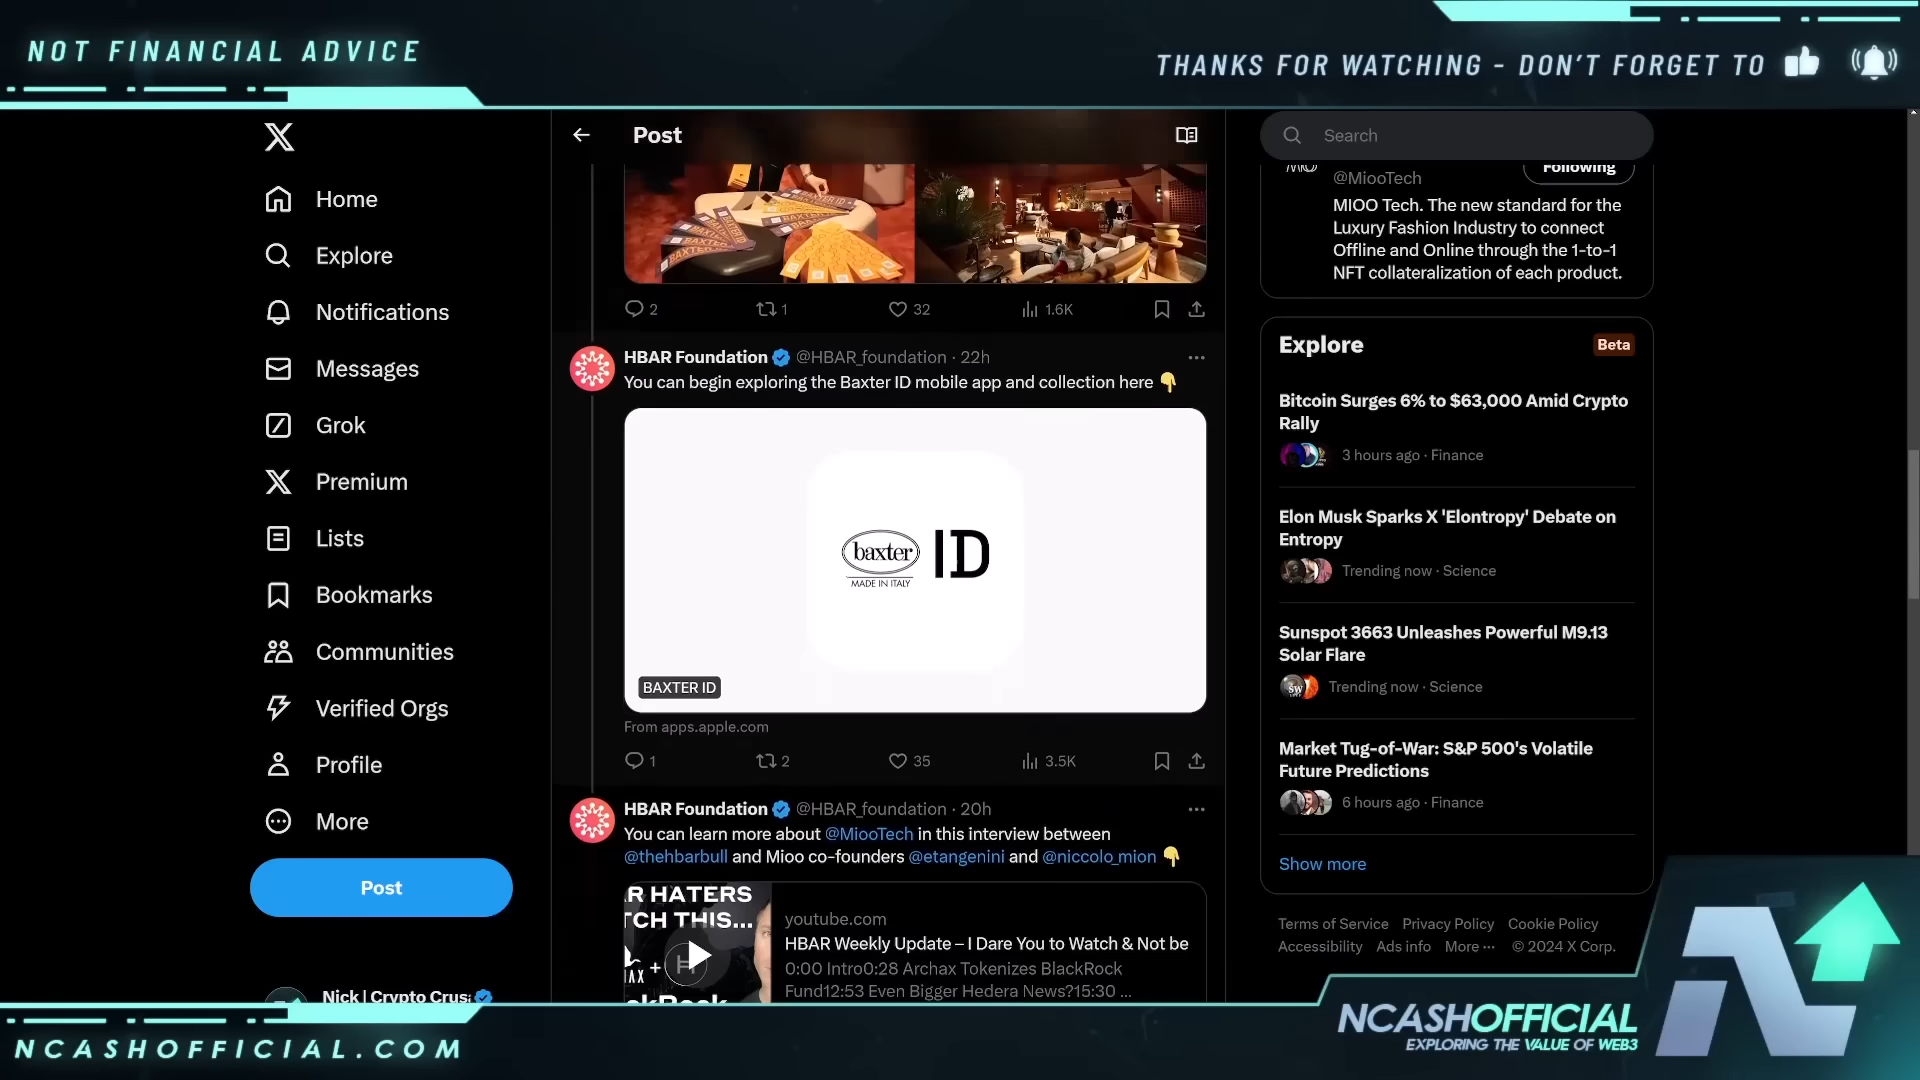 NOT FINANCIAL ADVICE
THANKS FOR WATCHING - DON'T FORGET TO
Home
Explore
Notifications
Messages
Grok
Premium
Lists
Bookmarks
Communities
Verified Orgs
Profile
More
Post
Nick | Crypto Crus
Post
BAXTER ID
BAXTER
2
1
32
1.6K
HBAR Foundation @HBAR_foundation · 22h
You can begin exploring the Baxter ID mobile app and collection here 👇
baxter ID
MADE IN ITALY
BAXTER ID
From apps.apple.com
1
2
35
3.5K
HBAR Foundation @HBAR_foundation · 20h
You can learn more about @MiooTech in this interview between
@thehbarbull and Mioo co-founders @etangenini and @niccolo_mion 👇
R HATERS
TCH THIS...
AX + H
ckRock
youtube.com
HBAR Weekly Update – I Dare You to Watch & Not be
0:00 Intro0:28 Archax Tokenizes BlackRock
Fund12:53 Even Bigger Hedera News?15:30 ...
Search
Following
@MiooTech
MIOO Tech. The new standard for the
Luxury Fashion Industry to connect
Offline and Online through the 1-to-1
NFT collateralization of each product.
Explore
Beta
Bitcoin Surges 6% to $63,000 Amid Crypto
Rally
3 hours ago · Finance
Elon Musk Sparks X 'Elontropy' Debate on
Entropy
Trending now · Science
Sunspot 3663 Unleashes Powerful M9.13
Solar Flare
Trending now · Science
Market Tug-of-War: S&P 500's Volatile
Future Predictions
6 hours ago · Finance
Show more
Terms of Service Privacy Policy Cookie Policy
Accessibility Ads info More ··· © 2024 X Corp.
NCASHOFFICIAL.COM
NCASHOFFICIAL
EXPLORING THE VALUE OF WEB3